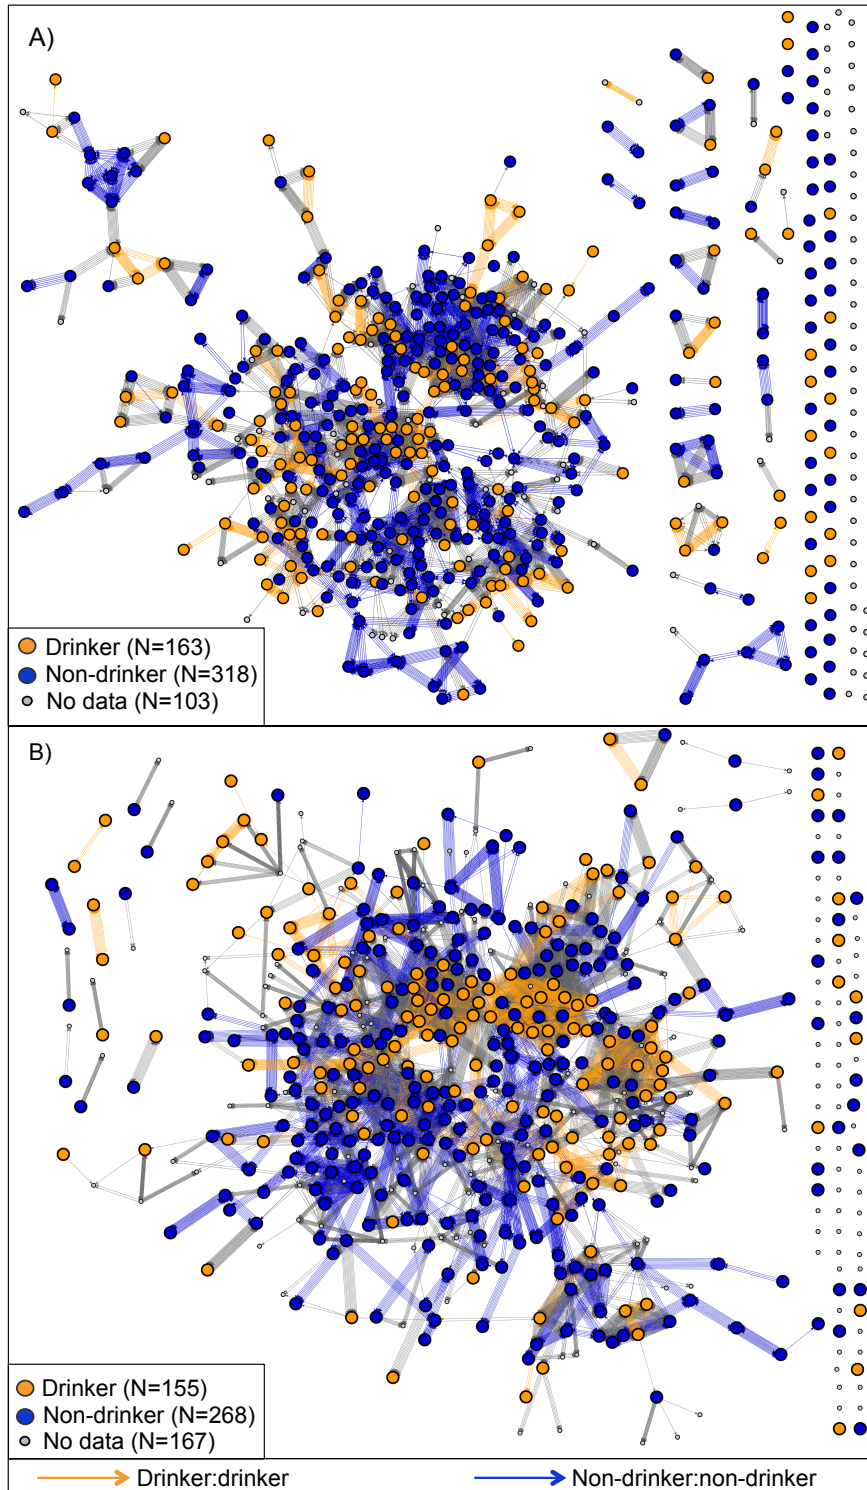 A)
Drinker (N=163)
Non-drinker (N=318)
No data (N=103)
B)
Drinker (N=155)
Non-drinker (N=268)
No data (N=167)
Drinker:drinker
Non-drinker:non-drinker